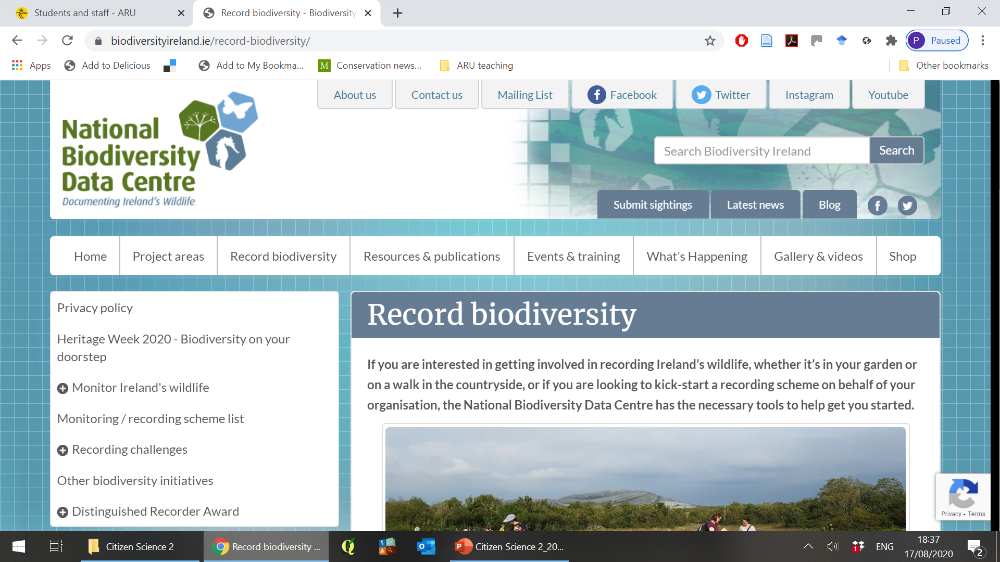 Students and staff - ARU
Record biodiversity - Biodiversity
biodiversityireland.ie/record-biodiversity/
P Paused
Apps
Add to Delicious
Add to My Bookma...
M Conservation news...
ARU teaching
Other bookmarks
About us
Contact us
Mailing List
Facebook
Twitter
Instagram
Youtube
National
Biodiversity
Data Centre
Documenting Ireland's Wildlife
Search Biodiversity Ireland
Search
Submit sightings
Latest news
Blog
Home
Project areas
Record biodiversity
Resources & publications
Events & training
What’s Happening
Gallery & videos
Shop
Privacy policy
Heritage Week 2020 - Biodiversity on your
doorstep
Monitor Ireland's wildlife
Monitoring / recording scheme list
Recording challenges
Other biodiversity initiatives
Distinguished Recorder Award
Record biodiversity
If you are interested in getting involved in recording Ireland’s wildlife, whether it’s in your garden or
on a walk in the countryside, or if you are looking to kick-start a recording scheme on behalf of your
organisation, the National Biodiversity Data Centre has the necessary tools to help get you started.
Privacy - Terms
Citizen Science 2
Record biodiversity ...
Citizen Science 2_20...
1
ENG
18:37
17/08/2020
2